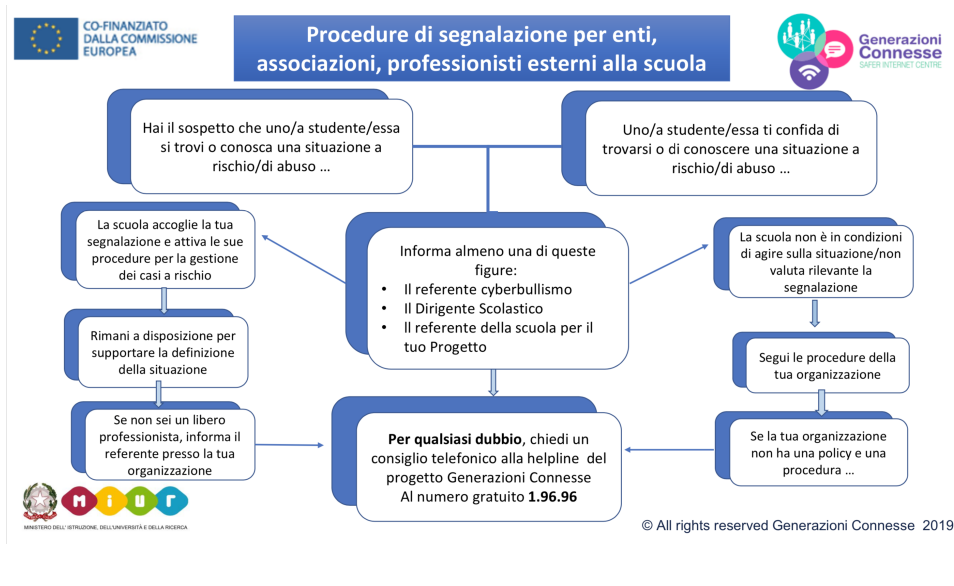 CO-FINANZIATO
DALLA COMMISSIONE
EUROPEA
Procedure di segnalazione per enti,
associazioni, professionisti esterni alla scuola
Generazioni
Connesse
SAFER INTERNET CENTRE
Hai il sospetto che uno/a studente/essa
si trovi o conosca una situazione a
rischio/di abuso …
Uno/a studente/essa ti confida di
trovarsi o di conoscere una situazione a
rischio/di abuso …
La scuola accoglie la tua
segnalazione e attiva le sue
procedure per la gestione
dei casi a rischio
Informa almeno una di queste
figure:
• Il referente cyberbullismo
• Il Dirigente Scolastico
• Il referente della scuola per il
tuo Progetto
La scuola non è in condizioni
di agire sulla situazione/non
valuta rilevante la
segnalazione
Rimani a disposizione per
supportare la definizione
della situazione
Segui le procedure della
tua organizzazione
Se non sei un libero
professionista, informa il
referente presso la tua
organizzazione
Per qualsiasi dubbio, chiedi un
consiglio telefonico alla helpline del
progetto Generazioni Connesse
Al numero gratuito 1.96.96
Se la tua organizzazione
non ha una policy e una
procedura …
miur
MINISTERO DELL' ISTRUZIONE, DELL'UNIVERSITÀ E DELLA RICERCA
© All rights reserved Generazioni Connesse 2019